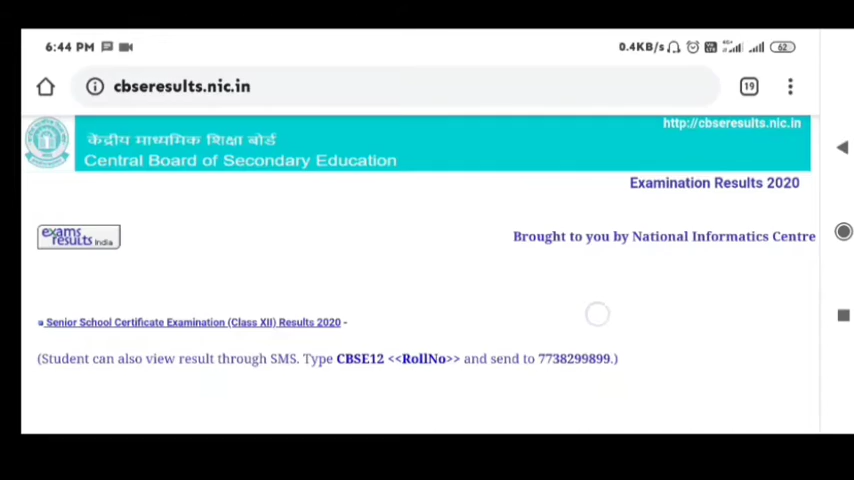 6:44 PM
0.4KB/s
62
cbseresults.nic.in
19
http://cbseresults.nic.in
केंद्रीय माध्यमिक शिक्षा बोर्ड
Central Board of Secondary Education
Examination Results 2020
exams
results India
Brought to you by National Informatics Centre
Senior School Certificate Examination (Class XII) Results 2020 -
(Student can also view result through SMS. Type CBSE12 <<RollNo>> and send to 7738299899.)